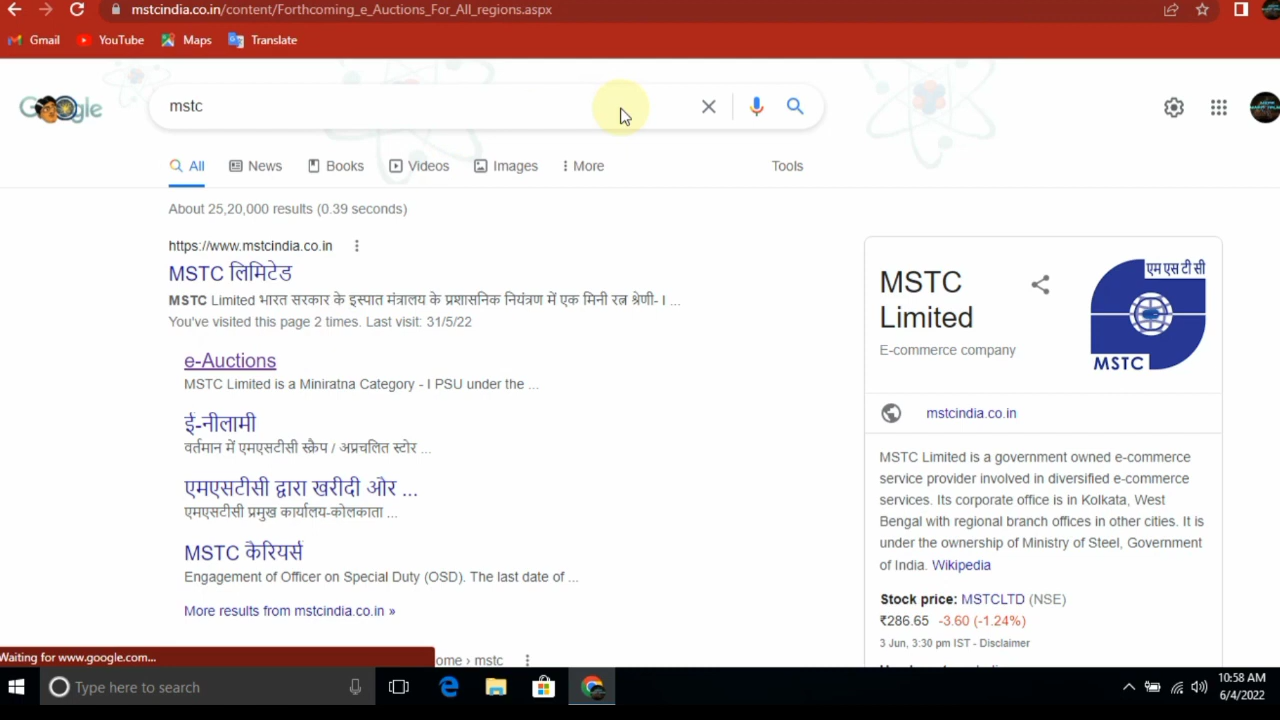 mstcindia.co.in/content/Forthcoming_e_Auctions_For_All_regions.aspx
Gmail YouTube Maps Translate
Google mstc
All News Books Videos Images More Tools
About 25,20,000 results (0.39 seconds)
https://www.mstcindia.co.in
MSTC लिमिटेड
MSTC Limited भारत सरकार के इस्पात मंत्रालय के प्रशासनिक नियंत्रण में एक मिनी रत्न श्रेणी- I ...
You've visited this page 2 times. Last visit: 31/5/22
e-Auctions
MSTC Limited is a Miniratna Category - I PSU under the ...
ई-नीलामी
वर्तमान में एमएसटीसी स्क्रैप / अप्रचलित स्टोर ...
एमएसटीसी द्वारा खरीदी ओर ...
एमएसटीसी प्रमुख कार्यालय-कोलकाता ...
MSTC केरियर्स
Engagement of Officer on Special Duty (OSD). The last date of ...
More results from mstcindia.co.in »
ome › mstc
MSTC
Limited
E-commerce company
एम एस टी सी
MSTC
mstcindia.co.in
MSTC Limited is a government owned e-commerce
service provider involved in diversified e-commerce
services. Its corporate office is in Kolkata, West
Bengal with regional branch offices in other cities. It is
under the ownership of Ministry of Steel, Government
of India. Wikipedia
Stock price: MSTCLTD (NSE)
₹286.65 -3.60 (-1.24%)
3 Jun, 3:30 pm IST - Disclaimer
Waiting for www.google.com...
Type here to search
10:58 AM
6/4/2022